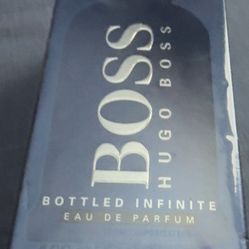 BOSS
HUGO BOSS
BOTTLED INFINITE
EAU DE PARFUM